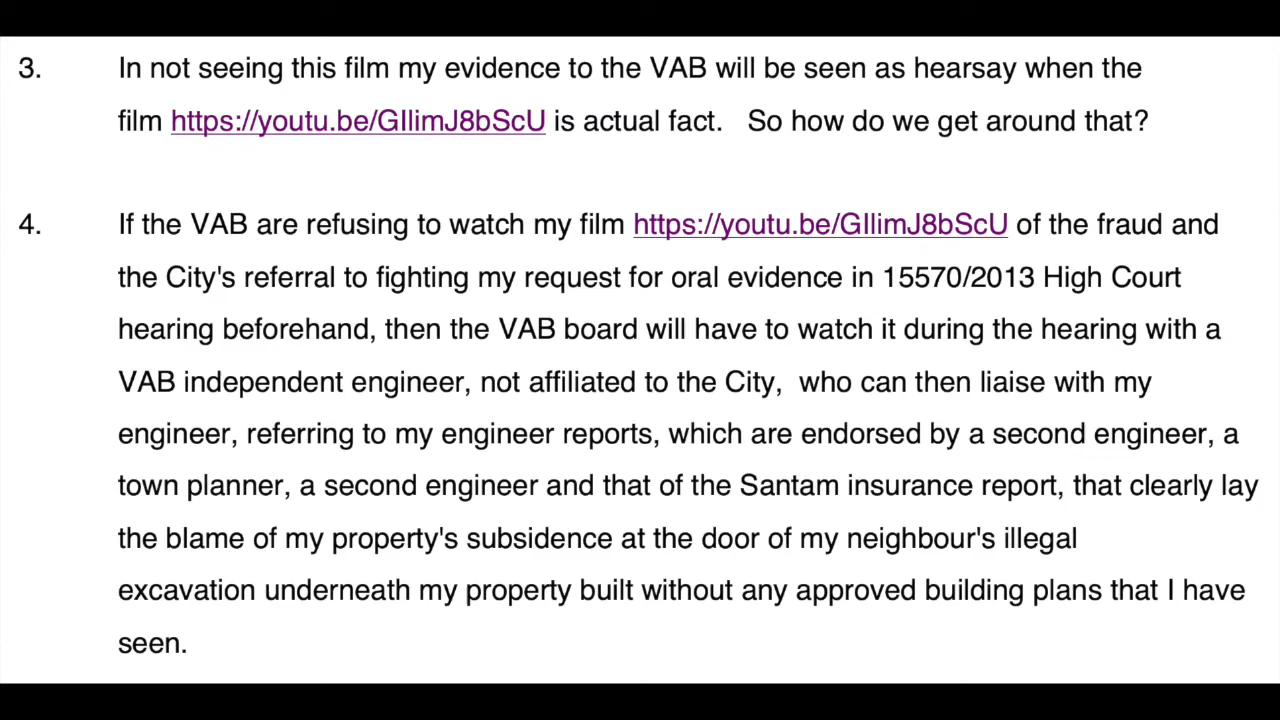 3. In not seeing this film my evidence to the VAB will be seen as hearsay when the
film https://youtu.be/GIlimJ8bScU is actual fact. So how do we get around that?
4. If the VAB are refusing to watch my film https://youtu.be/GIlimJ8bScU of the fraud and
the City's referral to fighting my request for oral evidence in 15570/2013 High Court
hearing beforehand, then the VAB board will have to watch it during the hearing with a
VAB independent engineer, not affiliated to the City, who can then liaise with my
engineer, referring to my engineer reports, which are endorsed by a second engineer, a
town planner, a second engineer and that of the Santam insurance report, that clearly lay
the blame of my property's subsidence at the door of my neighbour's illegal
excavation underneath my property built without any approved building plans that I have
seen.